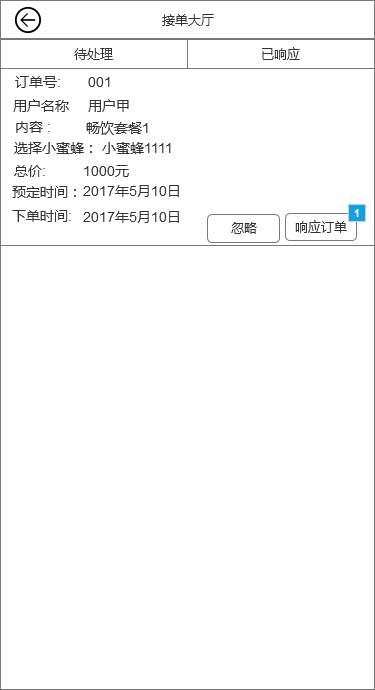 接单大厅
待处理 已响应
订单号: 001
用户名称 用户甲
内容 : 畅饮套餐1
选择小蜜蜂： 小蜜蜂1111
总价: 1000元
预定时间：2017年5月10日
下单时间: 2017年5月10日
忽略 响应订单 1